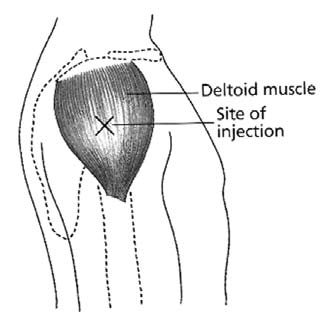 Deltoid muscle
Site of
injection